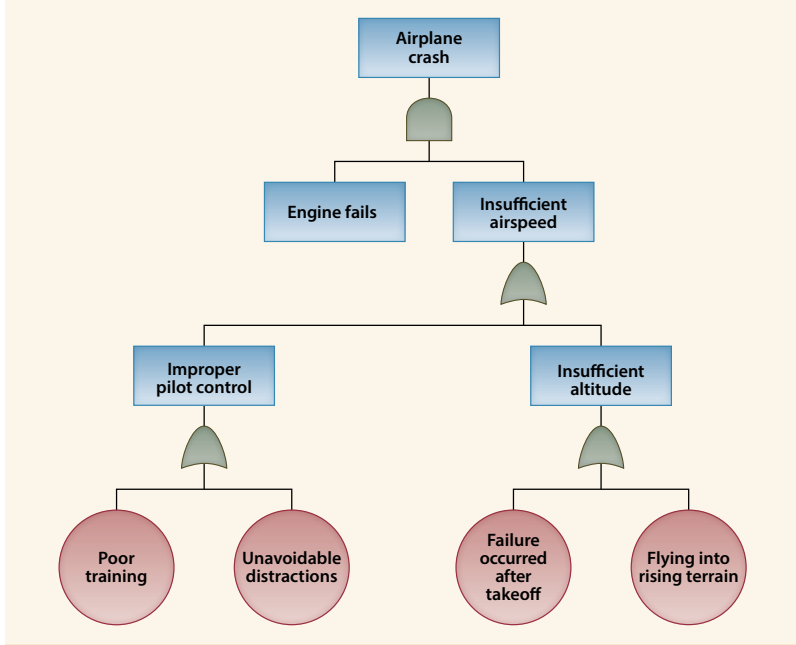 Airplane
crash
Engine fails
Insufficient
airspeed
Improper
pilot control
Insufficient
altitude
Poor
training
Unavoidable
distractions
Failure
occurred
after
takeoff
Flying into
rising terrain